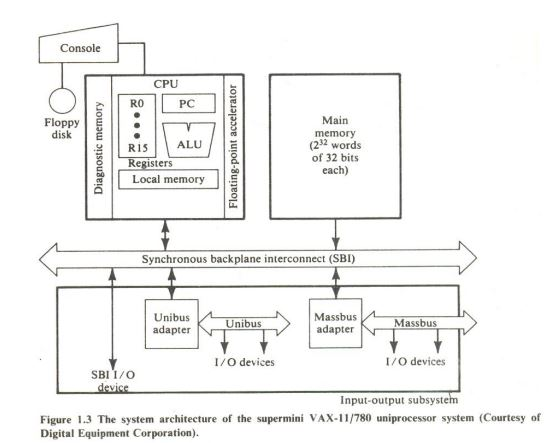 Console
Floppy
disk
CPU
Diagnostic memory
R0
R15
Registers
PC
ALU
Local memory
Floating-point accelerator
Main
memory
(2³² words
of 32 bits
each)
Synchronous backplane interconnect (SBI)
Unibus
adapter
Unibus
I/O devices
Massbus
adapter
Massbus
I/O devices
SBI I/O
device
Input-output subsystem
Figure 1.3 The system architecture of the supermini VAX-11/780 uniprocessor system (Courtesy of
Digital Equipment Corporation).